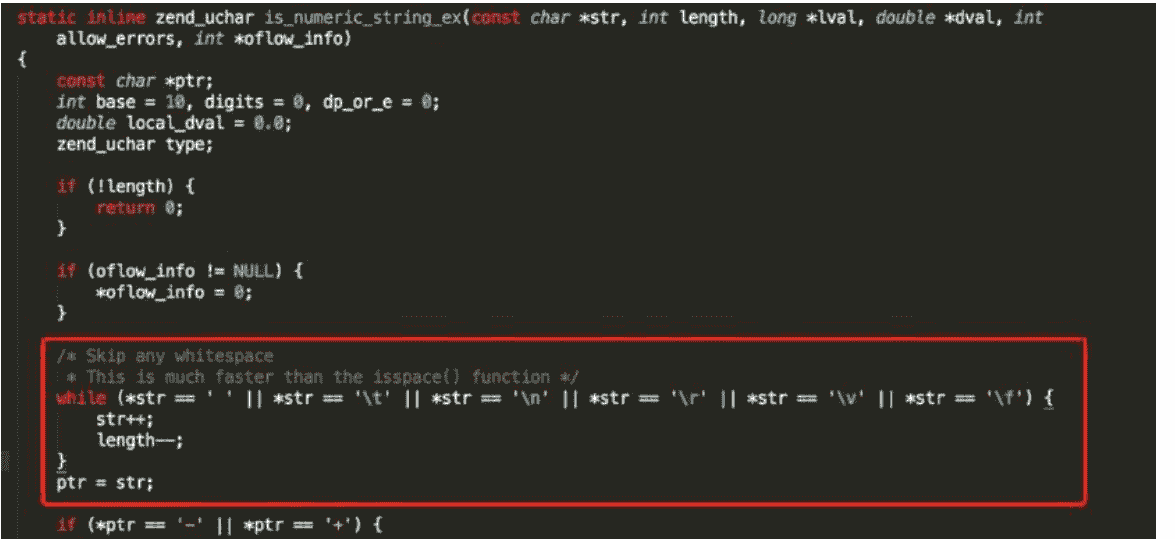 static inline zend_uchar is_numeric_string_ex(const char *str, int length, long *lval, double *dval, int
allow_errors, int *oflow_info)
{
const char *ptr;
int base = 10, digits = 0, dp_or_e = 0;
double local_dval = 0.0;
zend_uchar type;
if (!length) {
return 0;
}
if (oflow_info != NULL) {
*oflow_info = 0;
}
/* Skip any whitespace
* This is much faster than the isspace() function */
while (*str == ' ' || *str == '\t' || *str == '\n' || *str == '\r' || *str == '\v' || *str == '\f') {
str++;
length--;
}
ptr = str;
if (*ptr == '-' || *ptr == '+') {